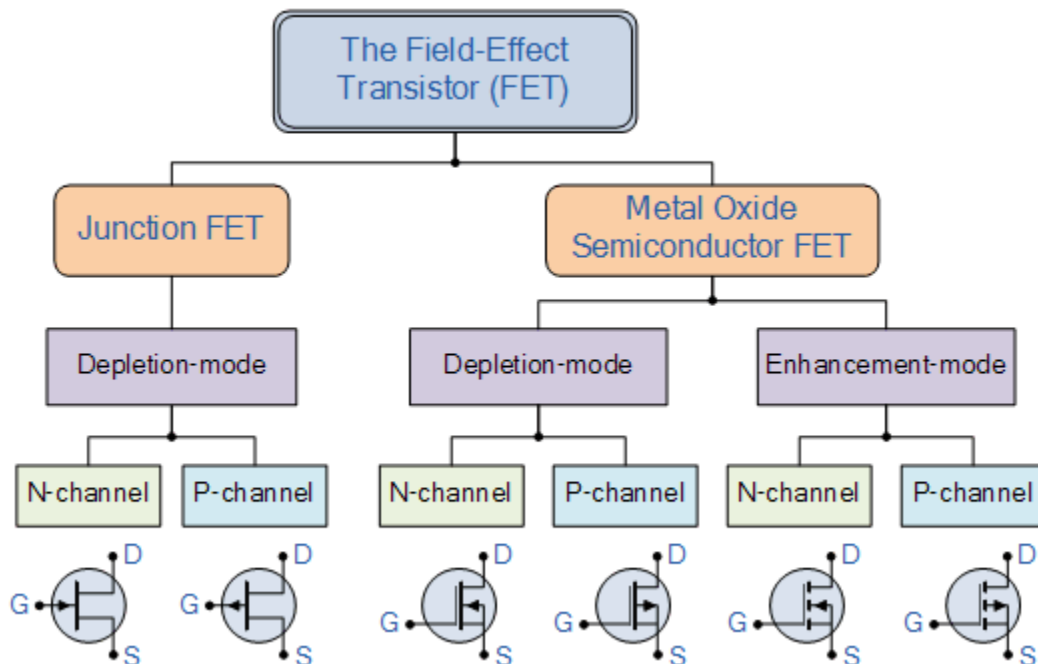 The Field-Effect
Transistor (FET)
Junction FET
Metal Oxide
Semiconductor FET
Depletion-mode
Depletion-mode
Enhancement-mode
N-channel
P-channel
N-channel
P-channel
N-channel
P-channel
D
D
D
D
D
D
G
G
G
G
G
G
S
S
S
S
S
S